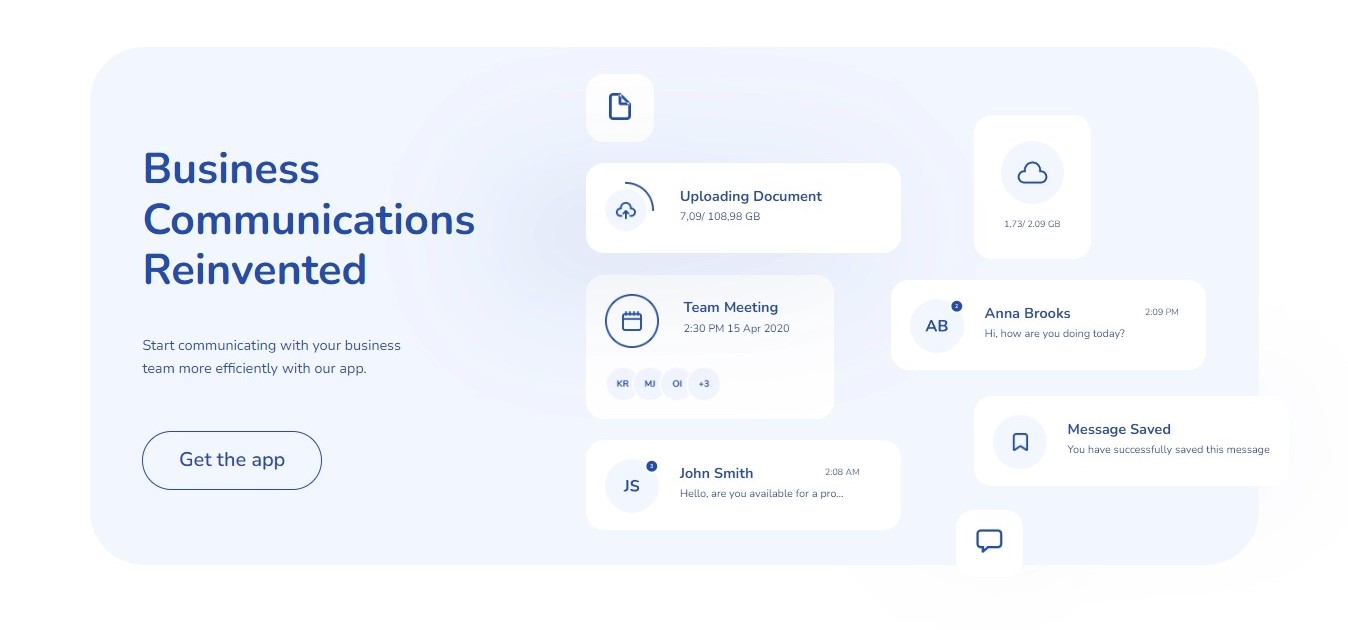 Business
Communications
Reinvented
Start communicating with your business
team more efficiently with our app.
Get the app
Uploading Document
7,09/ 108,98 GB
Team Meeting
2:30 PM 15 Apr 2020
KR MJ OI +3
JS 3
John Smith 2:08 AM
Hello, are you available for a pro...
1,73/ 2.09 GB
AB 2
Anna Brooks 2:09 PM
Hi, how are you doing today?
Message Saved
You have successfully saved this message